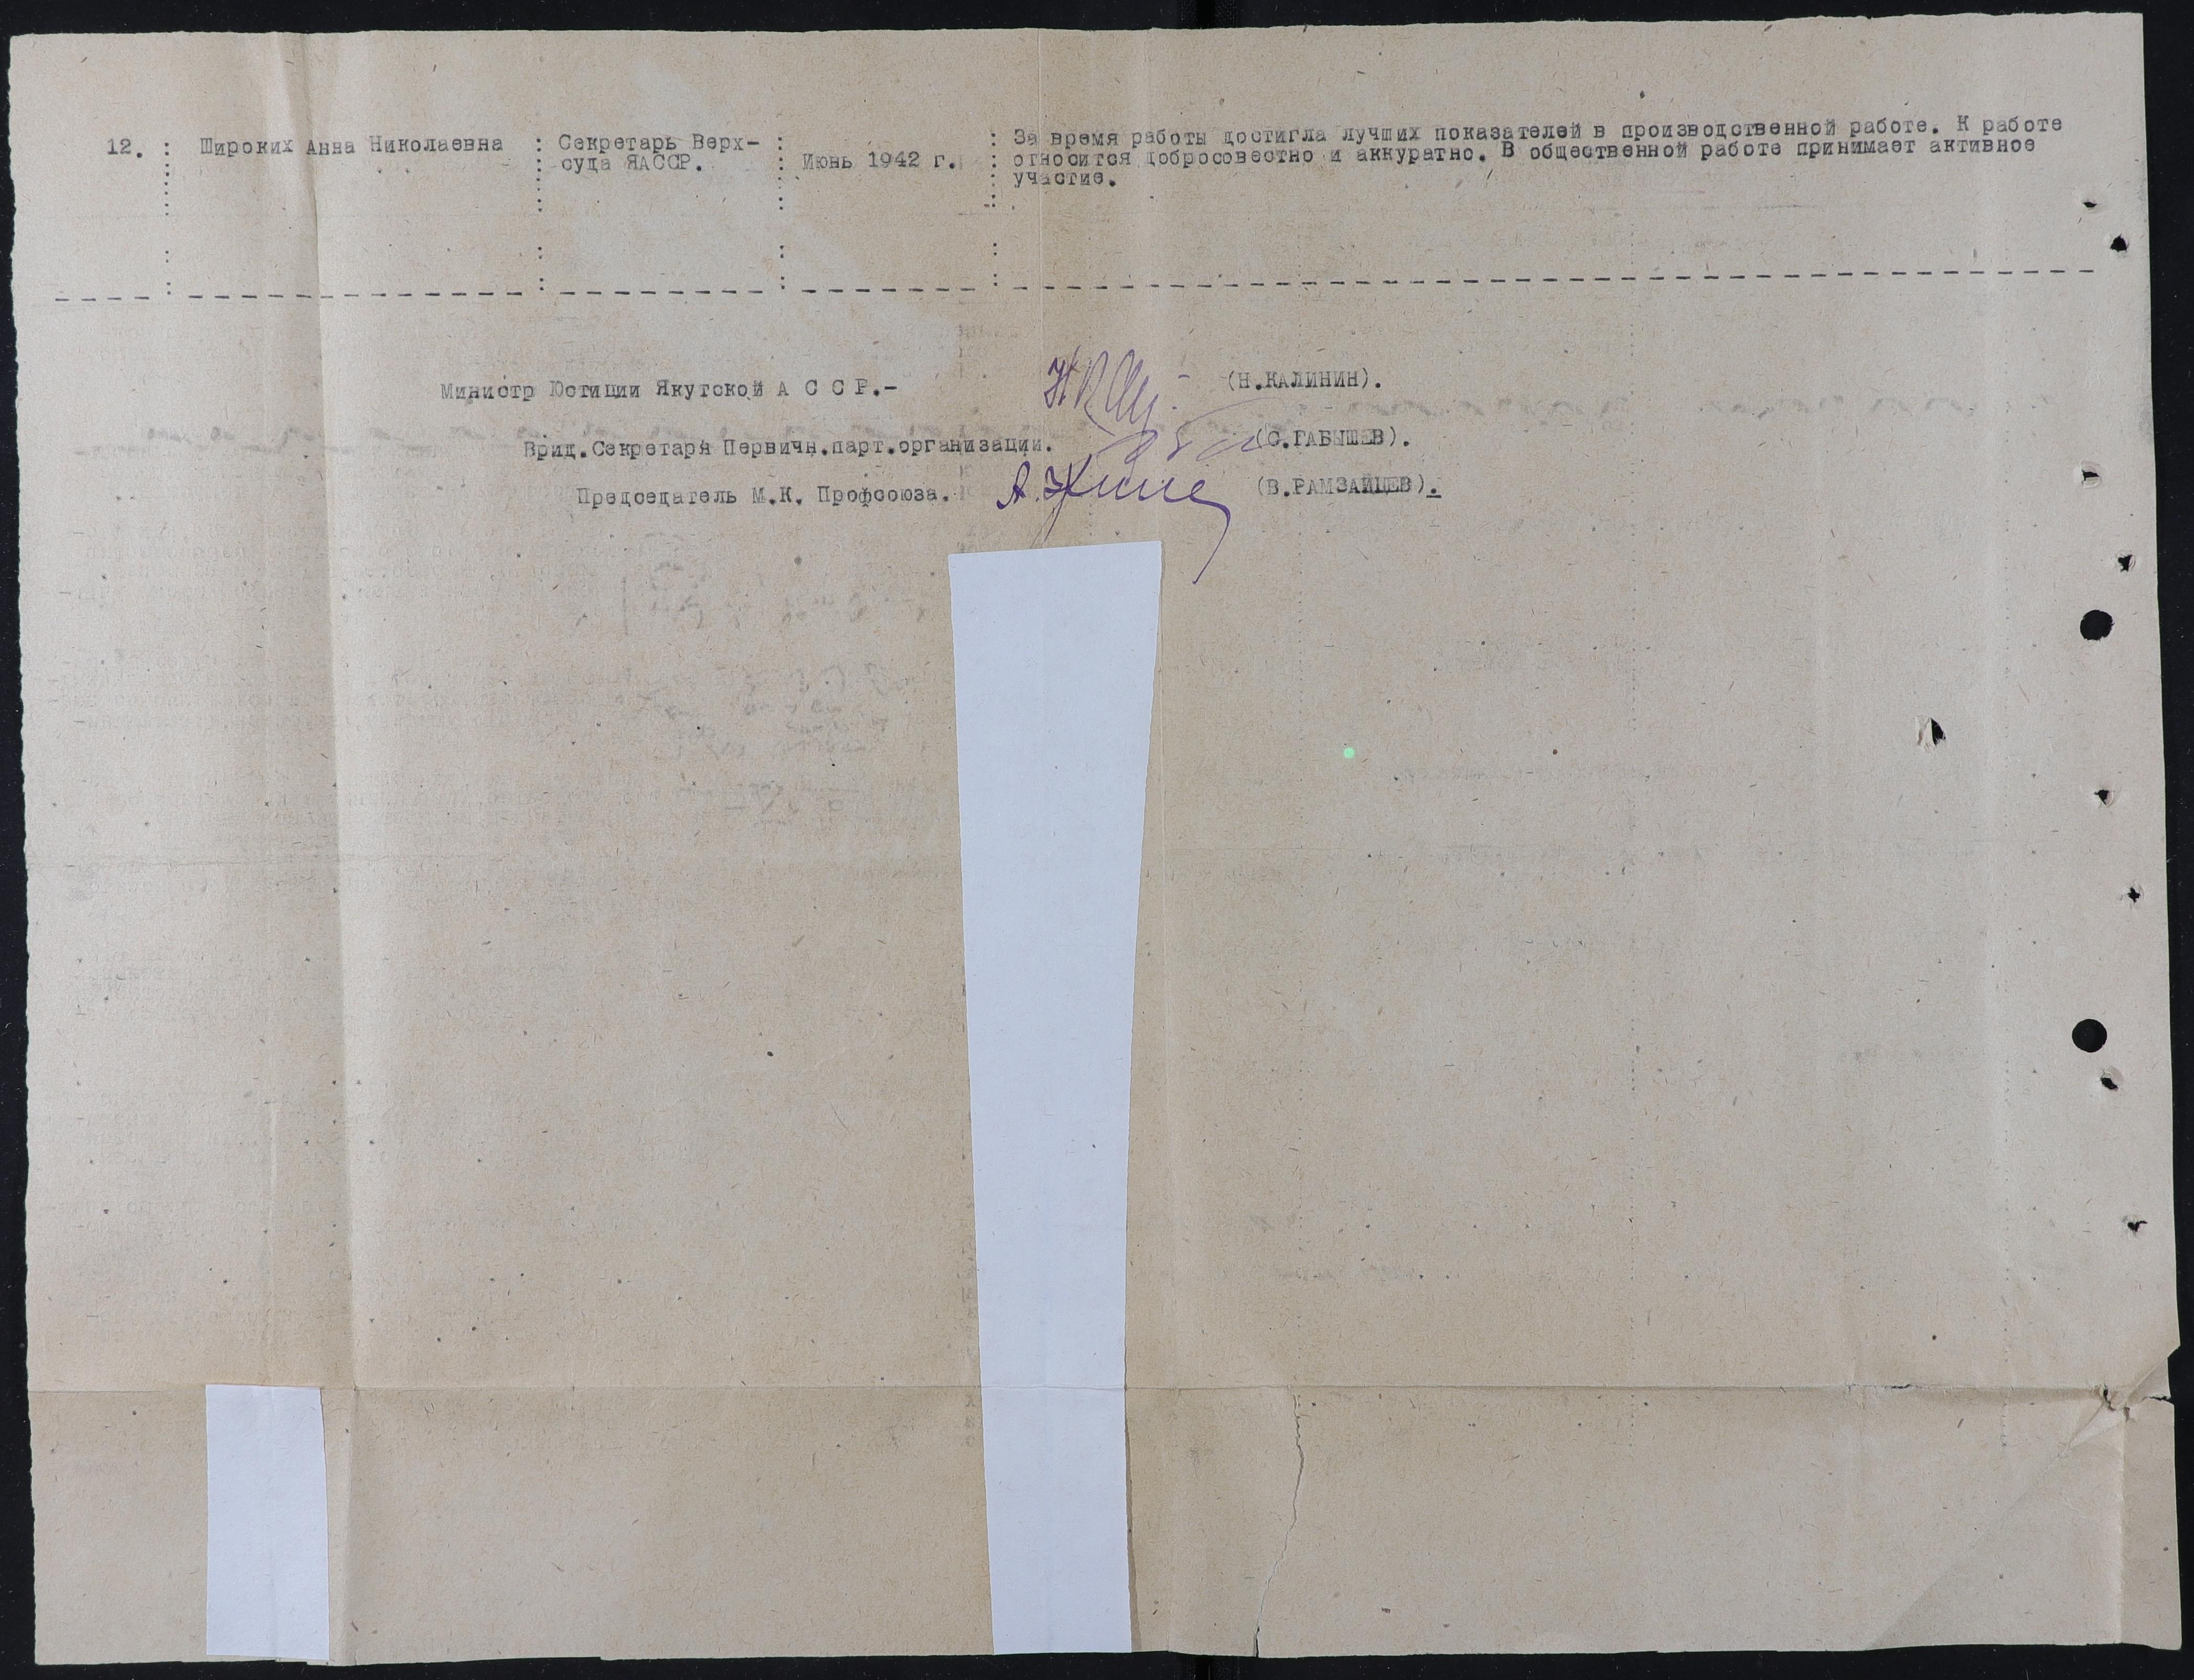 12. : Широких Анна Николаевна : Секретарь Верх- : Июнь 1942 г. : За время работы достигла лучших показателей в производственной работе. К работе
суда ЯАССР. : относится добросовестно и аккуратно. В общественной работе принимает активное
участие.
Министр Юстиции Якутской А С С Р.- (Н.КАЛИНИН).
Врид.Секретаря Первичн.парт.организации. (С.ГАБЫШЕВ).
Председатель М.К. Профсоюза. (В.РАМЗАЙЦЕВ).